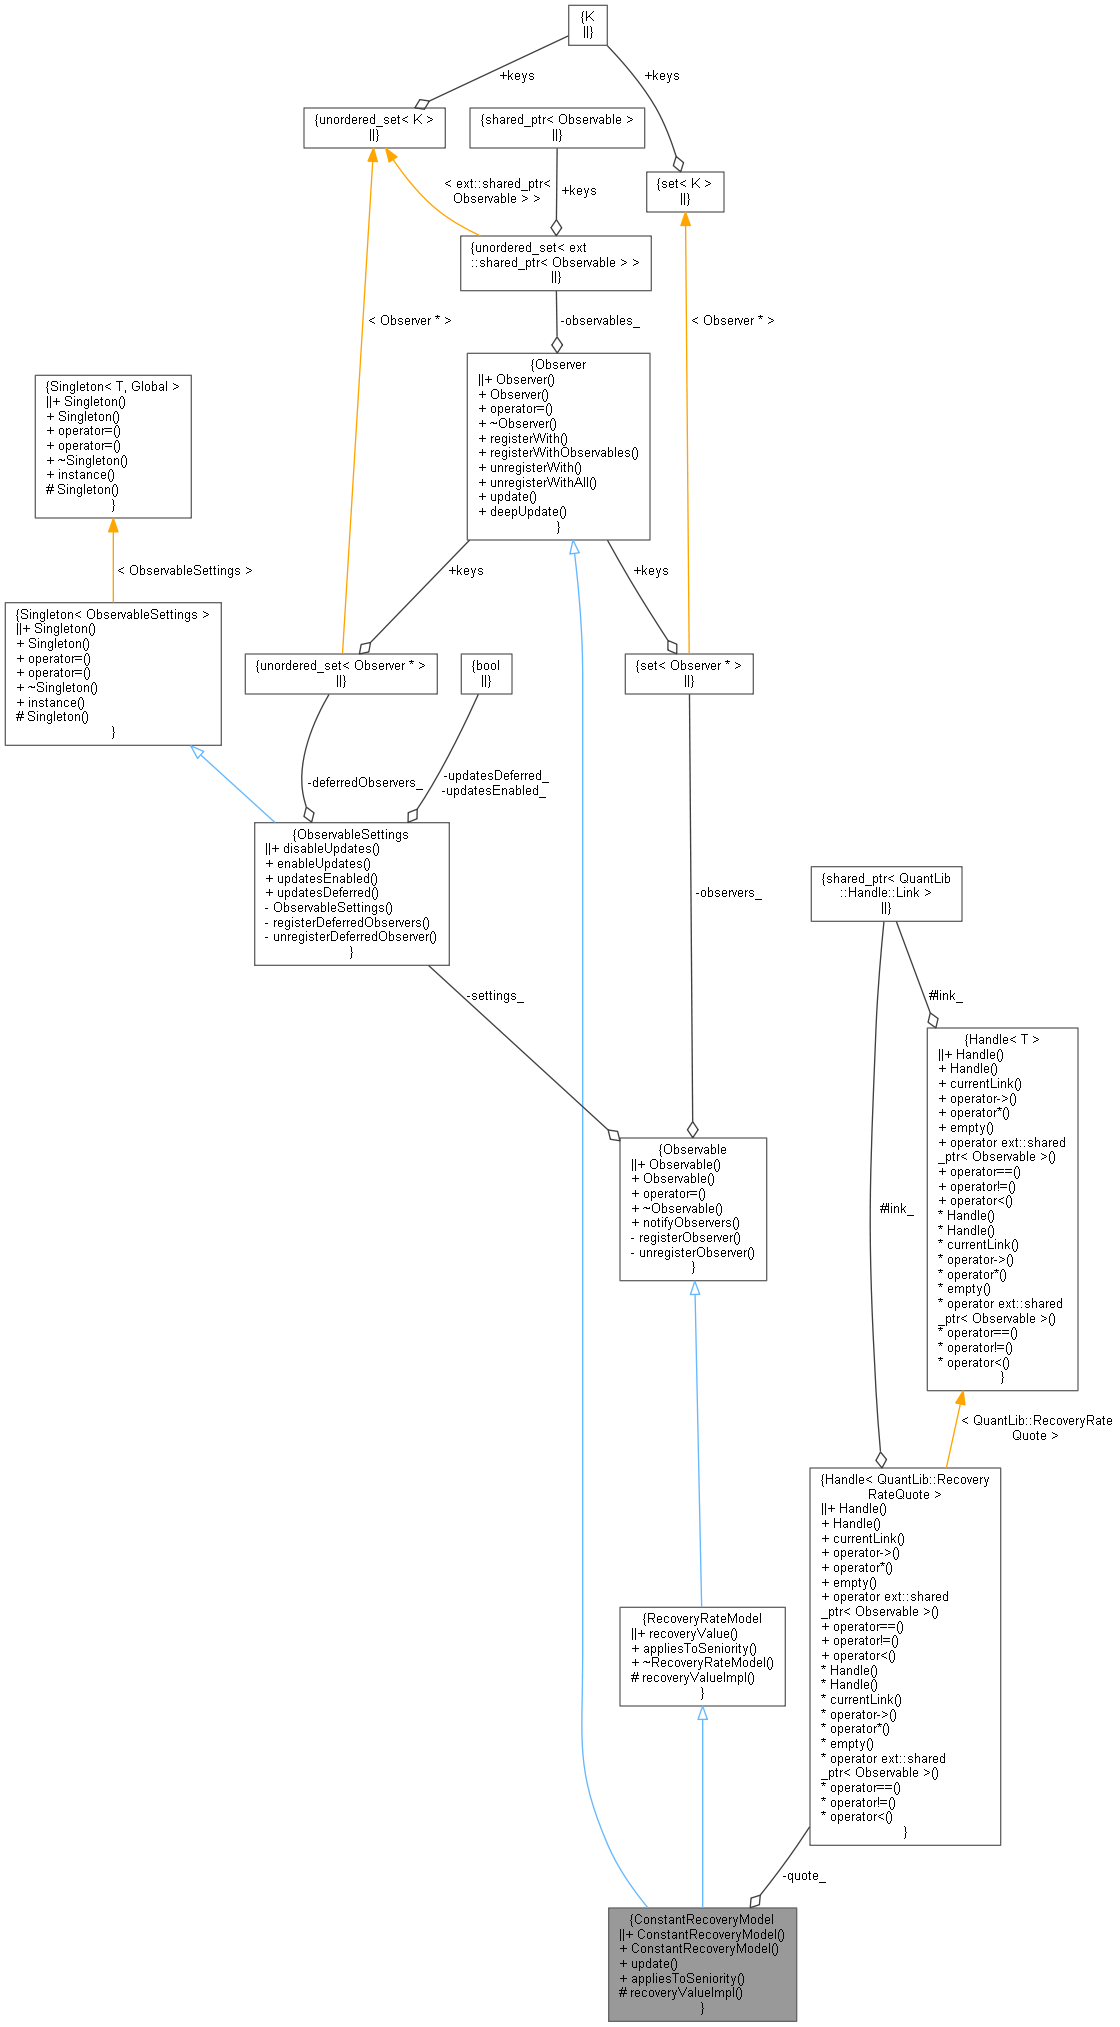 {K
||}
+keys
+keys
{unordered_set< K >
||}
{shared_ptr< Observable >
||}
{set< K >
||}
< ext::shared_ptr<
Observable > >
+keys
{unordered_set< ext
::shared_ptr< Observable > >
||}
< Observer * >
-observables_
< Observer * >
{Observer
||+ Observer()
+ Observer()
+ operator=()
+ ~Observer()
+ registerWith()
+ registerWithObservables()
+ unregisterWith()
+ unregisterWithAll()
+ update()
+ deepUpdate()
}
{Singleton< T, Global >
||+ Singleton()
+ Singleton()
+ operator=()
+ operator=()
+ ~Singleton()
+ instance()
# Singleton()
}
< ObservableSettings >
+keys
+keys
{Singleton< ObservableSettings >
||+ Singleton()
+ Singleton()
+ operator=()
+ operator=()
+ ~Singleton()
+ instance()
# Singleton()
}
{unordered_set< Observer * >
||}
{bool
||}
{set< Observer * >
||}
-deferredObservers_
-updatesDeferred_
-updatesEnabled_
{ObservableSettings
||+ disableUpdates()
+ enableUpdates()
+ updatesEnabled()
+ updatesDeferred()
- ObservableSettings()
- registerDeferredObservers()
- unregisterDeferredObserver()
}
-observers_
{shared_ptr< QuantLib
::Handle::Link >
||}
-settings_
#link_
{Handle< T >
||+ Handle()
+ Handle()
+ currentLink()
+ operator->()
+ operator*()
+ empty()
+ operator ext::shared
_ptr< Observable >()
+ operator==()
+ operator!=()
+ operator<()
* Handle()
* Handle()
* currentLink()
* operator->()
* operator*()
* empty()
* operator ext::shared
_ptr< Observable >()
* operator==()
* operator!=()
* operator<()
}
{Observable
||+ Observable()
+ Observable()
+ operator=()
+ ~Observable()
+ notifyObservers()
- registerObserver()
- unregisterObserver()
}
#link_
< QuantLib::RecoveryRate
Quote >
{Handle< QuantLib::Recovery
RateQuote >
||+ Handle()
+ Handle()
+ currentLink()
+ operator->()
+ operator*()
+ empty()
+ operator ext::shared
_ptr< Observable >()
+ operator==()
+ operator!=()
+ operator<()
* Handle()
* Handle()
* currentLink()
* operator->()
* operator*()
* empty()
* operator ext::shared
_ptr< Observable >()
* operator==()
* operator!=()
* operator<()
}
{RecoveryRateModel
||+ recoveryValue()
+ appliesToSeniority()
+ ~RecoveryRateModel()
# recoveryValueImpl()
}
-quote_
{ConstantRecoveryModel
||+ ConstantRecoveryModel()
+ ConstantRecoveryModel()
+ update()
+ appliesToSeniority()
# recoveryValueImpl()
}